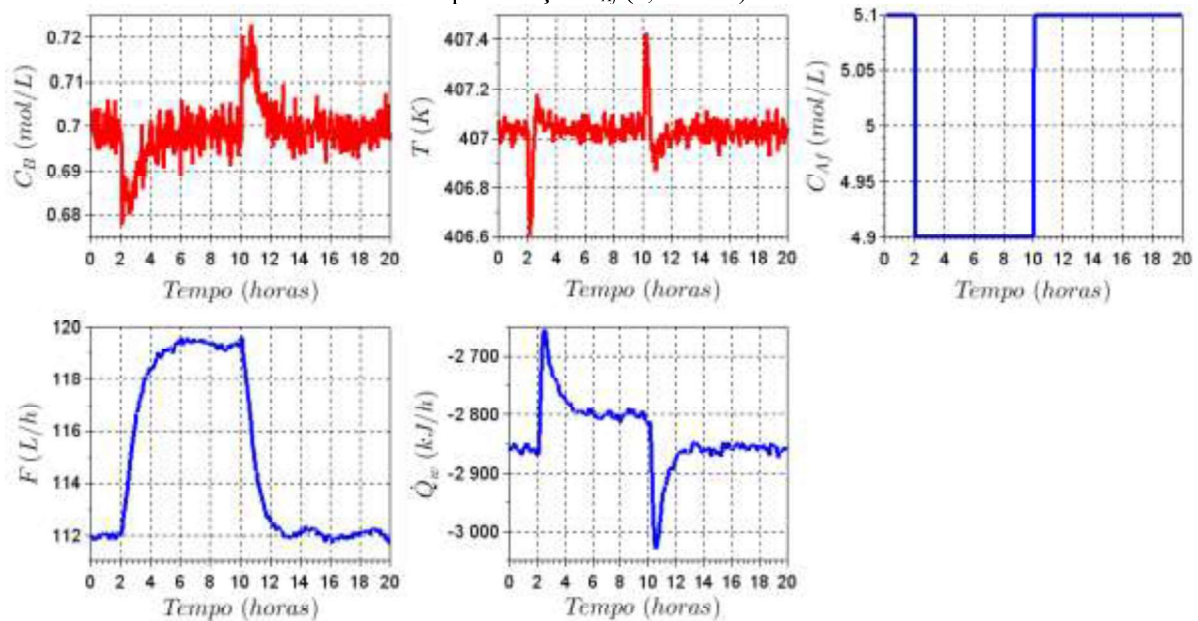 0.72
0.71
0.7
0.69
0.68
C_B (mol/L)
0 2 4 6 8 10 12 14 16 18 20
Tempo (horas)
407.4
407.2
407
406.8
406.6
T (K)
0 2 4 6 8 10 12 14 16 18 20
Tempo (horas)
5.1
5.05
5
4.95
4.9
C_Af (mol/L)
0 2 4 6 8 10 12 14 16 18 20
Tempo (horas)
120
118
116
114
112
F (L/h)
0 2 4 6 8 10 12 14 16 18 20
Tempo (horas)
-2 700
-2 800
-2 900
-3 000
Q̇_w (kJ/h)
0 2 4 6 8 10 12 14 16 18 20
Tempo (horas)